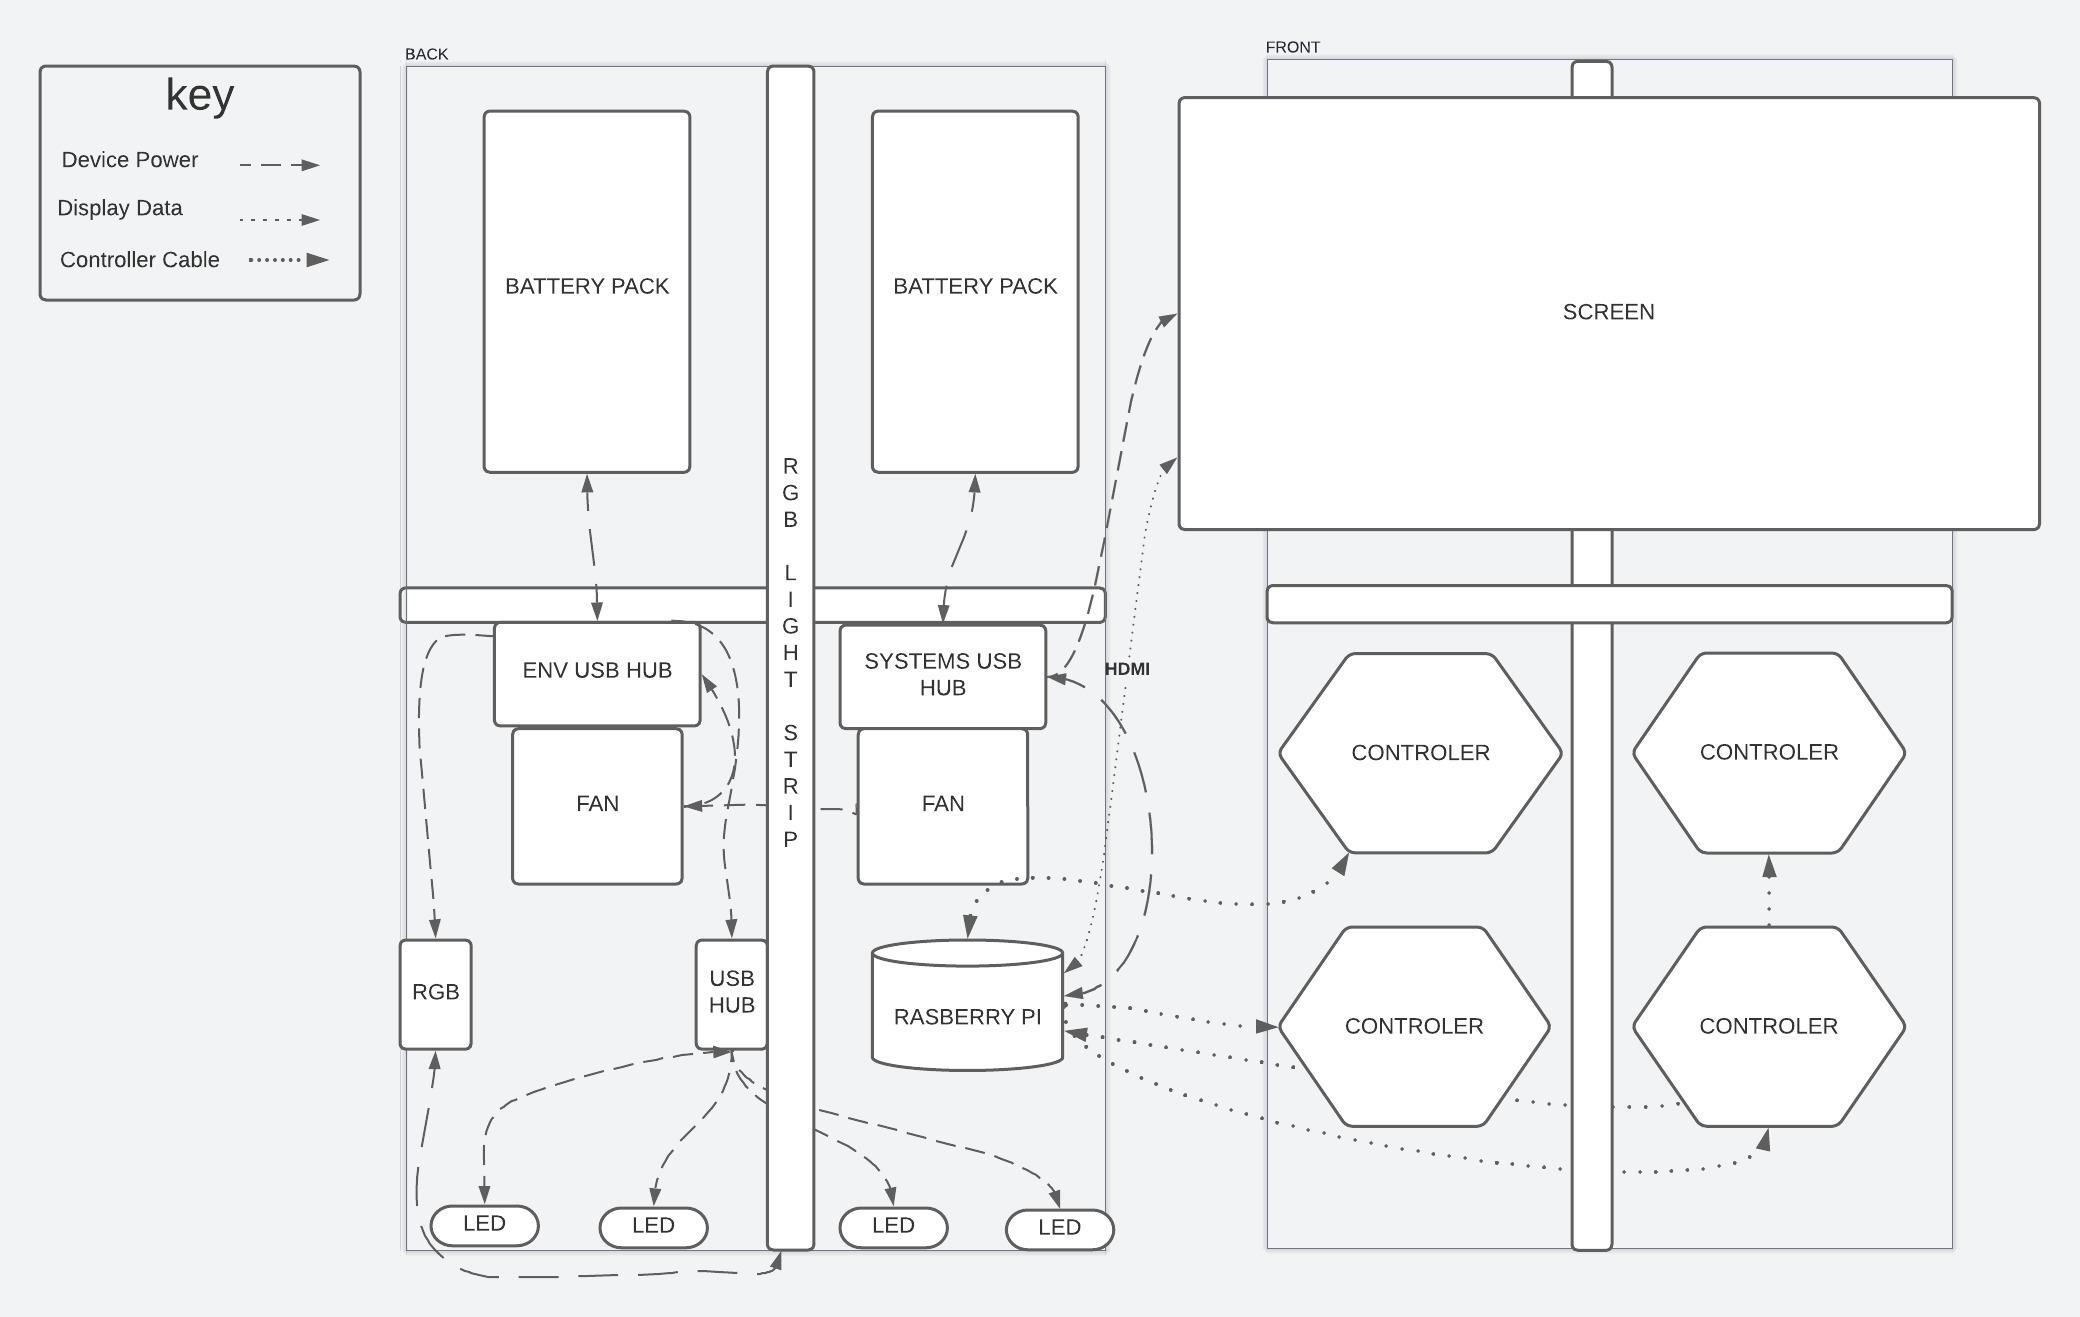 BACK
FRONT
key
Device Power
Display Data
Controller Cable
BATTERY PACK
BATTERY PACK
SCREEN
RGB LIGHT STRIP
ENV USB HUB
SYSTEMS USB
HUB
HDMI
FAN
FAN
CONTROLER
CONTROLER
RGB
USB
HUB
RASBERRY PI
CONTROLER
CONTROLER
LED
LED
LED
LED